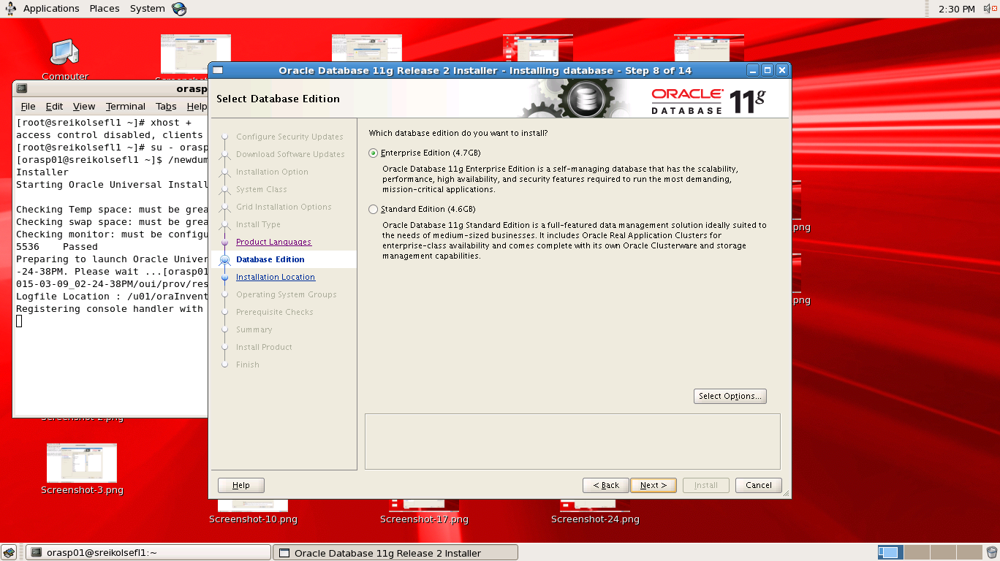 Applications Places System
2:30 PM
Computer
Oracle Database 11g Release 2 Installer - Installing database - Step 8 of 14
orasp
File Edit View Terminal Tabs Help
[root@sreikolsefl1 ~]# xhost +
access control disabled, clients
[root@sreikolsefl1 ~]# su - orasp
[orasp01@sreikolsefl1 ~]$ /newdum
Installer
Starting Oracle Universal Install
Checking Temp space: must be grea
Checking swap space: must be grea
Checking monitor: must be configu
5536 Passed
Preparing to launch Oracle Univer
-24-38PM. Please wait ...[orasp01
015-03-09_02-24-38PM/oui/prov/res
Logfile Location : /u01/oraInvent
Registering console handler with
Select Database Edition
ORACLE
DATABASE 11g
Configure Security Updates
Download Software Updates
Installation Option
System Class
Grid Installation Options
Install Type
Product Languages
Database Edition
Installation Location
Operating System Groups
Prerequisite Checks
Summary
Install Product
Finish
Which database edition do you want to install?
Enterprise Edition (4.7GB)
Oracle Database 11g Enterprise Edition is a self-managing database that has the scalability,
performance, high availability, and security features required to run the most demanding,
mission-critical applications.
Standard Edition (4.6GB)
Oracle Database 11g Standard Edition is a full-featured data management solution ideally suited to
the needs of medium-sized businesses. It includes Oracle Real Application Clusters for
enterprise-class availability and comes complete with its own Oracle Clusterware and storage
management capabilities.
Select Options...
Help
< Back Next > Install Cancel
png
png
Screenshot-2.png
Screenshot-3.png
Screenshot-10.png
Screenshot-17.png
Screenshot-24.png
orasp01@sreikolsefl1:~
Oracle Database 11g Release 2 Installer